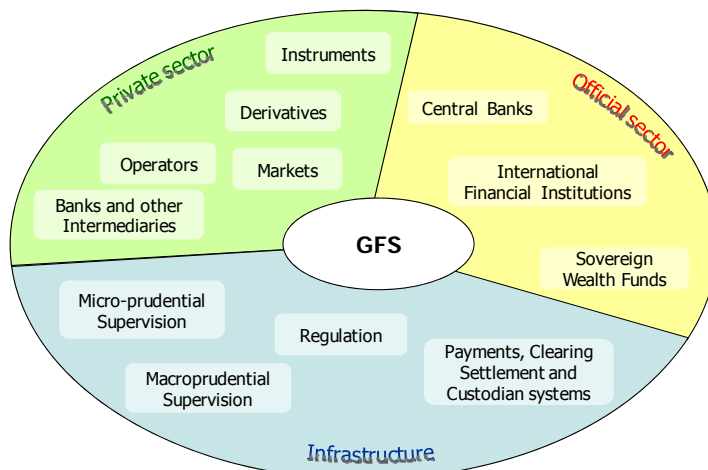 Private sector
Instruments
Derivatives
Operators
Markets
Banks and other
Intermediaries
Official sector
Central Banks
International
Financial Institutions
Sovereign
Wealth Funds
GFS
Micro-prudential
Supervision
Regulation
Macroprudential
Supervision
Payments, Clearing
Settlement and
Custodian systems
Infrastructure